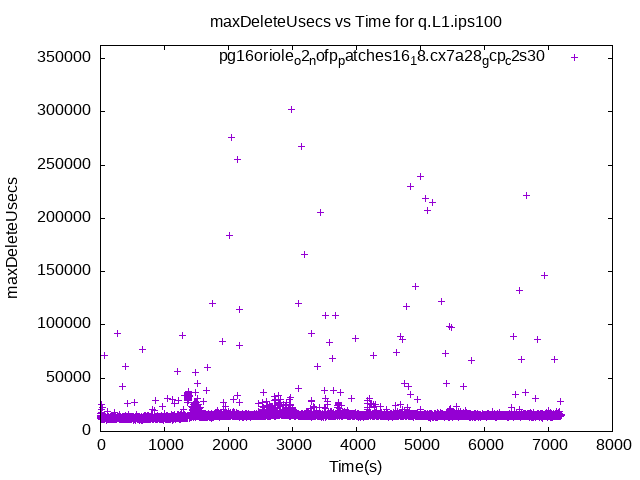 maxDeleteUsecs vs Time for q.L1.ips100
pg16oriole_o2_nofp_patches16_18.cx7a28_gcp_c2s30
350000
300000
250000
200000
150000
100000
50000
0
maxDeleteUsecs
0 1000 2000 3000 4000 5000 6000 7000 8000
Time(s)